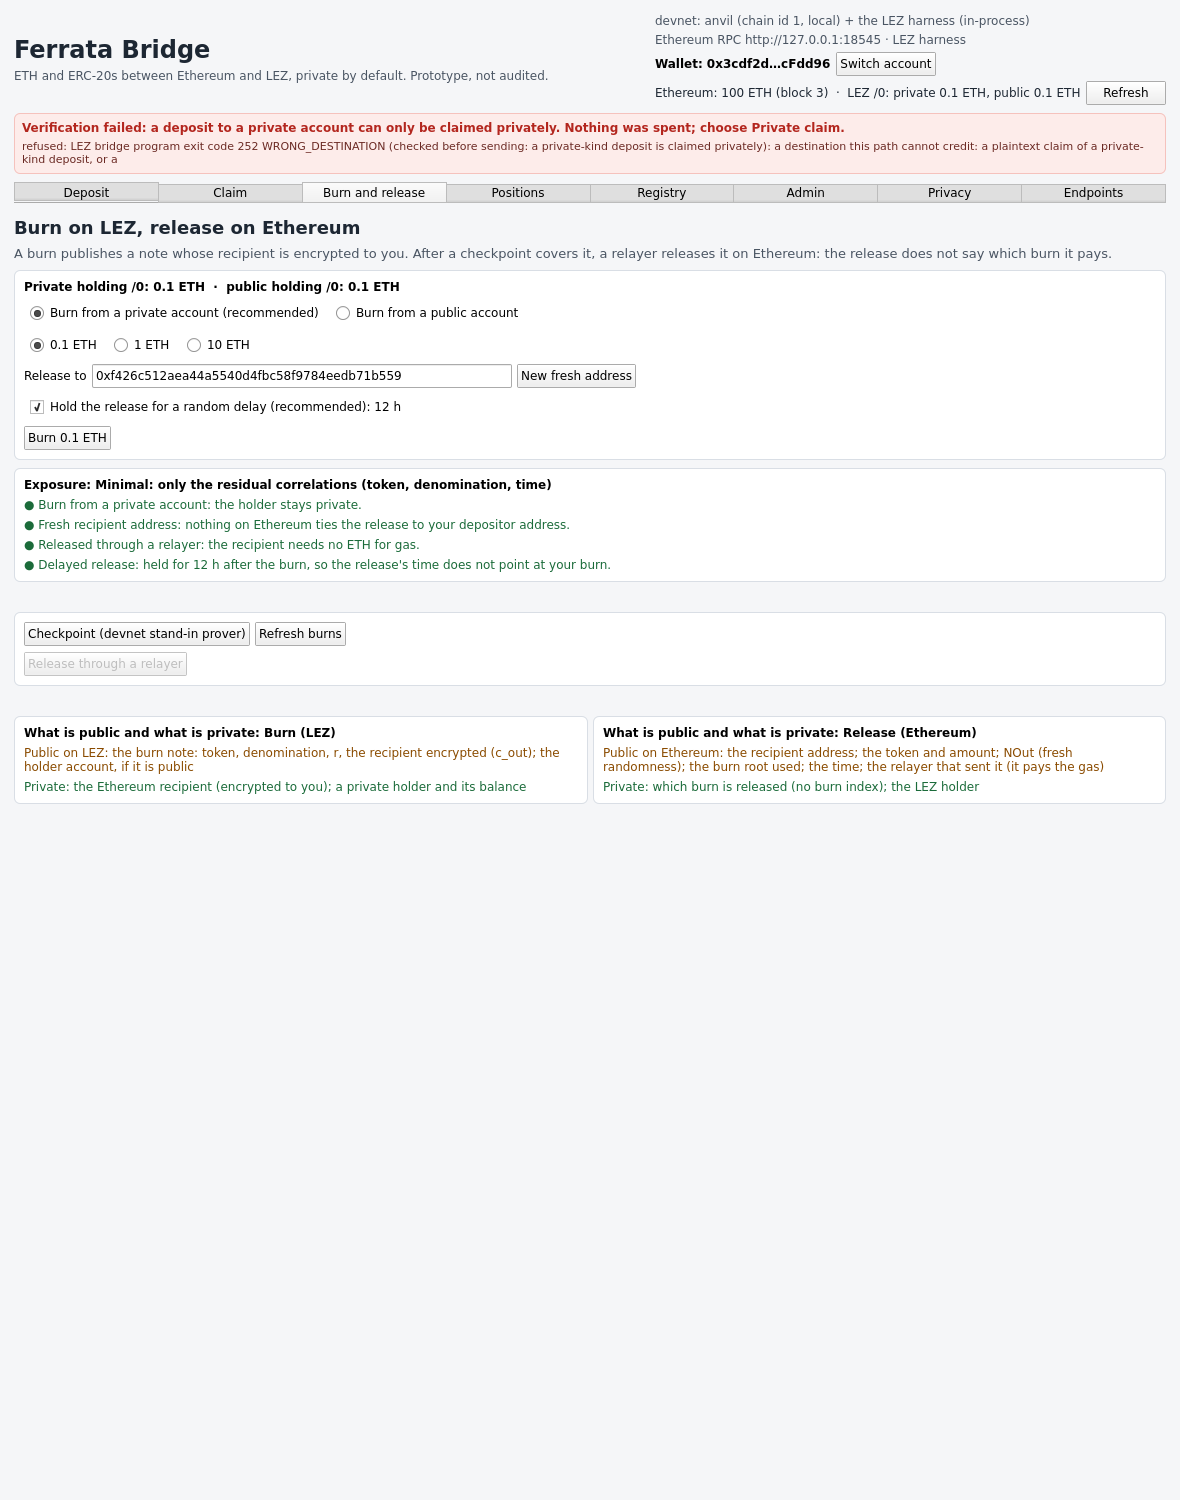 Ferrata Bridge
ETH and ERC-20s between Ethereum and LEZ, private by default. Prototype, not audited.
devnet: anvil (chain id 1, local) + the LEZ harness (in-process)
Ethereum RPC http://127.0.0.1:18545 · LEZ harness
Wallet: 0x3cdf2d...cFdd96 Switch account
Ethereum: 100 ETH (block 3) · LEZ /0: private 0.1 ETH, public 0.1 ETH Refresh
Verification failed: a deposit to a private account can only be claimed privately. Nothing was spent; choose Private claim.
refused: LEZ bridge program exit code 252 WRONG_DESTINATION (checked before sending: a private-kind deposit is claimed privately): a destination this path cannot credit: a plaintext claim of a private-
kind deposit, or a
Deposit Claim Burn and release Positions Registry Admin Privacy Endpoints
Burn on LEZ, release on Ethereum
A burn publishes a note whose recipient is encrypted to you. After a checkpoint covers it, a relayer releases it on Ethereum: the release does not say which burn it pays.
Private holding /0: 0.1 ETH · public holding /0: 0.1 ETH
Burn from a private account (recommended) Burn from a public account
0.1 ETH 1 ETH 10 ETH
Release to 0xf426c512aea44a5540d4fbc58f9784eedb71b559 New fresh address
Hold the release for a random delay (recommended): 12 h
Burn 0.1 ETH
Exposure: Minimal: only the residual correlations (token, denomination, time)
● Burn from a private account: the holder stays private.
● Fresh recipient address: nothing on Ethereum ties the release to your depositor address.
● Released through a relayer: the recipient needs no ETH for gas.
● Delayed release: held for 12 h after the burn, so the release's time does not point at your burn.
Checkpoint (devnet stand-in prover) Refresh burns
Release through a relayer
What is public and what is private: Burn (LEZ)
Public on LEZ: the burn note: token, denomination, r, the recipient encrypted (c_out); the
holder account, if it is public
Private: the Ethereum recipient (encrypted to you); a private holder and its balance
What is public and what is private: Release (Ethereum)
Public on Ethereum: the recipient address; the token and amount; NOut (fresh
randomness); the burn root used; the time; the relayer that sent it (it pays the gas)
Private: which burn is released (no burn index); the LEZ holder